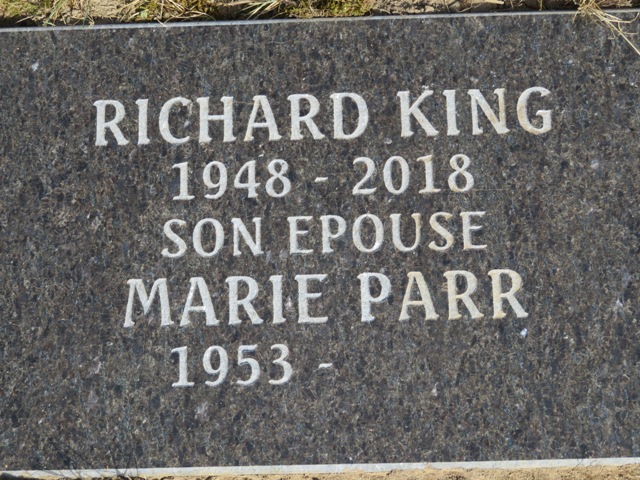 RICHARD KING
1948 - 2018
SON EPOUSE
MARIE PARR
1953 -